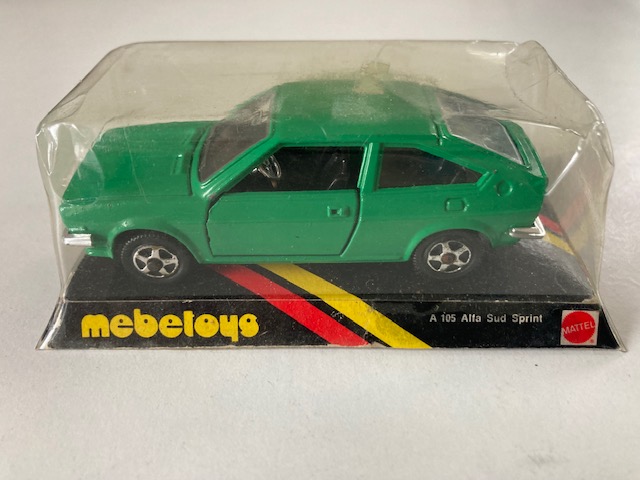 mebetoys
A 105 Alfa Sud Sprint
MATTEL